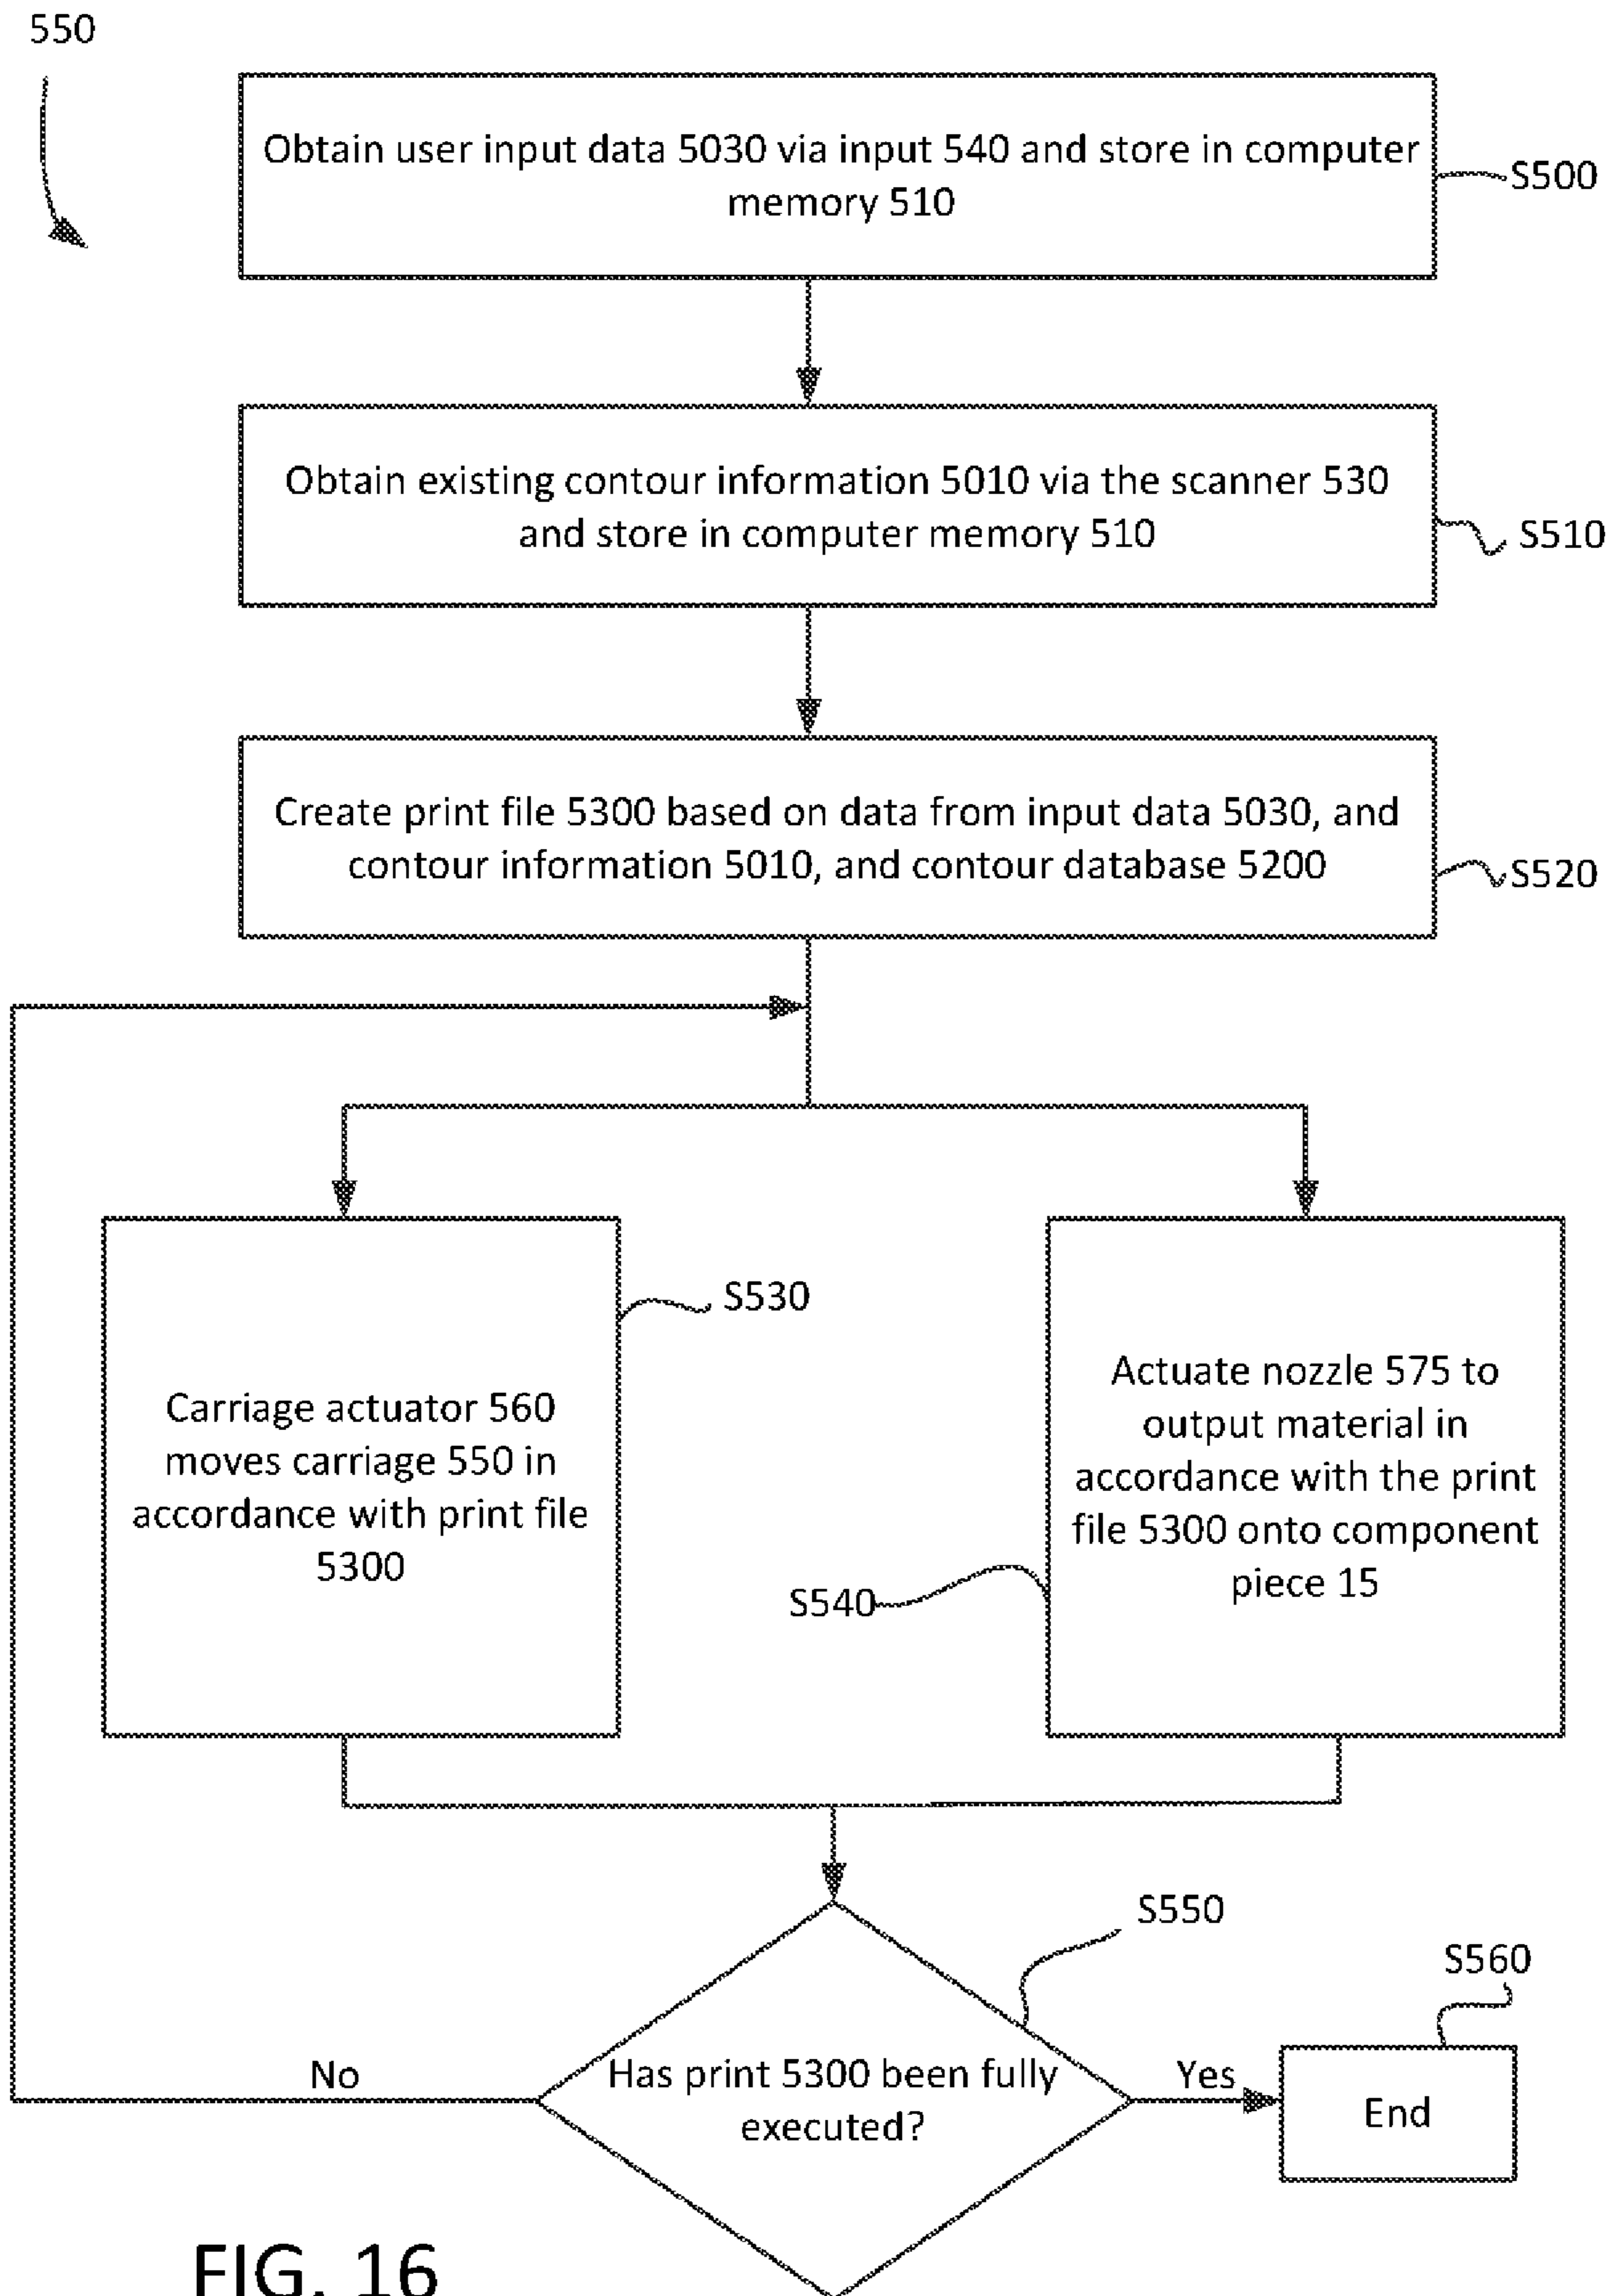 550
Obtain user input data 5030 via input 540 and store in computer
memory 510
S500
Obtain existing contour information 5010 via the scanner 530
and store in computer memory 510
S510
Create print file 5300 based on data from input data 5030, and
contour information 5010, and contour database 5200
S520
S530
Carriage actuator 560
moves carriage 550 in
accordance with print file
5300
Actuate nozzle 575 to
output material in
accordance with the print
file 5300 onto component
piece 15
S540
S550
S560
No
Has print 5300 been fully
executed?
Yes
End
FIG. 16